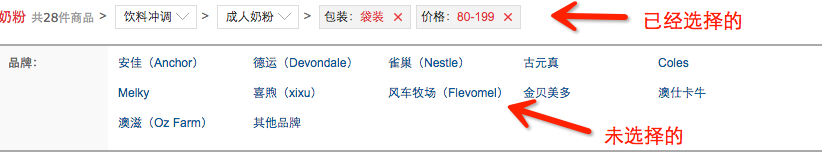 奶粉 共28件商品 > 饮料冲调 > 成人奶粉 > 包装：袋装 × 价格：80-199 × 已经选择的
品牌： 安佳（Anchor） 德运（Devondale） 雀巢（Nestle） 古元真 Coles
Melky 喜煦（xixu） 风车牧场（Flevomel） 金贝美多 澳仕卡牛
澳滋（Oz Farm） 其他品牌 未选择的